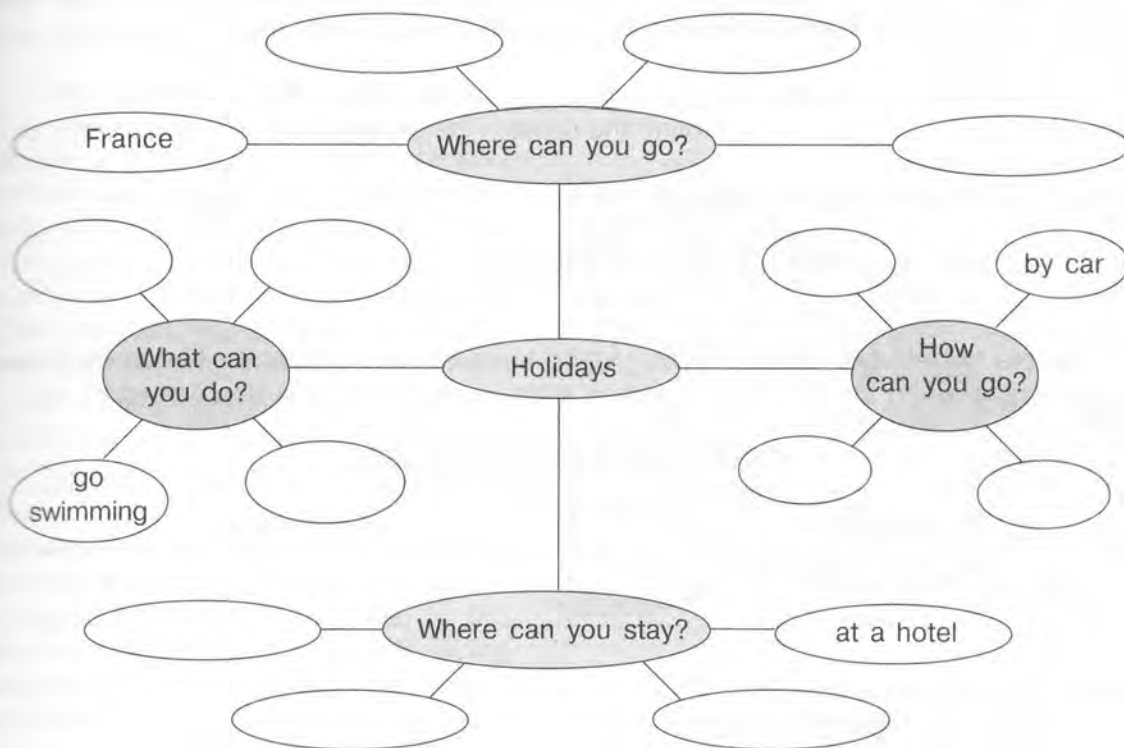 France
Where can you go?
by car
What can
you do?
Holidays
How
can you go?
go
swimming
Where can you stay?
at a hotel